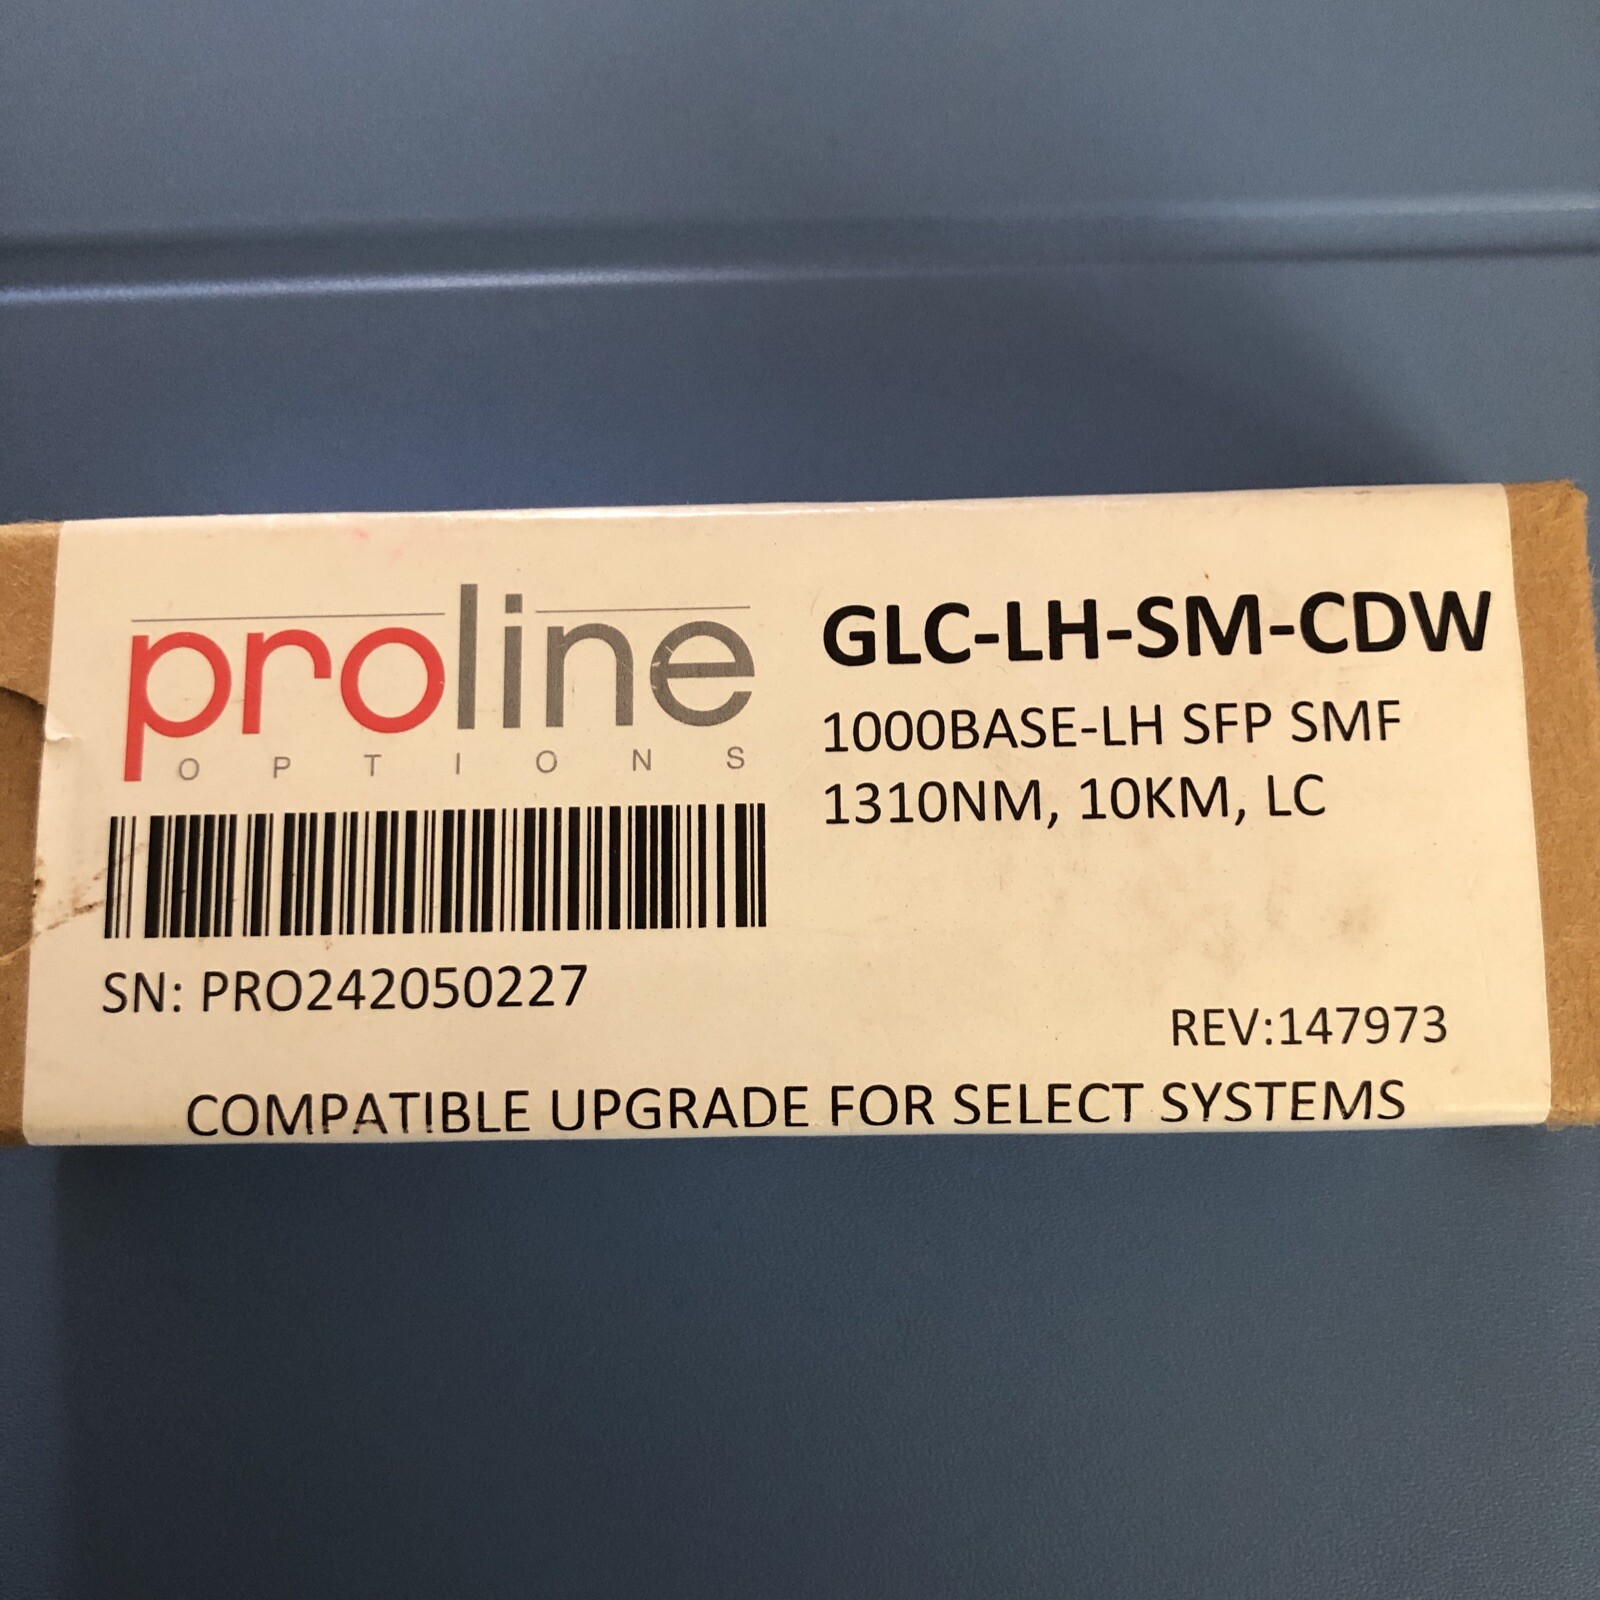 proline
OPTIONS
GLC-LH-SM-CDW
1000BASE-LH SFP SMF
1310NM, 10KM, LC
SN: PRO242050227
REV:147973
COMPATIBLE UPGRADE FOR SELECT SYSTEMS